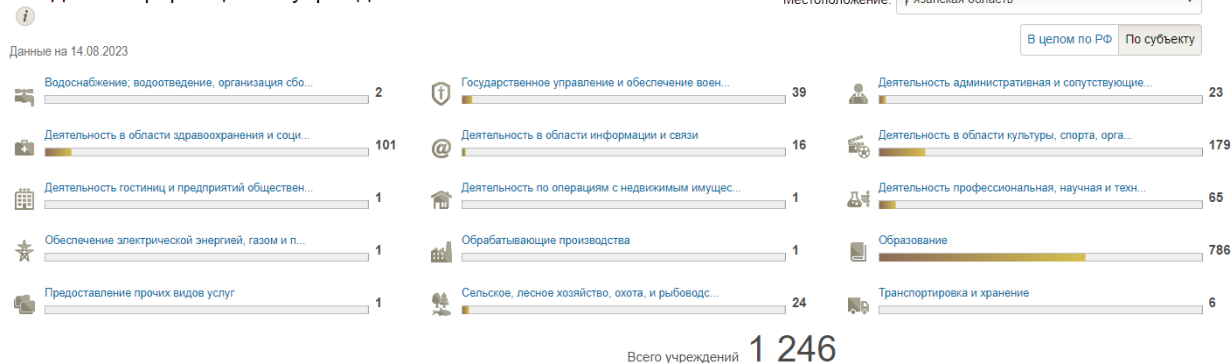 Местоположение: Рязанская область
Данные на 14.08.2023
В целом по РФ По субъекту
Водоснабжение; водоотведение, организация сбо... 2
Государственное управление и обеспечение воен... 39
Деятельность административная и сопутствующие... 23
Деятельность в области здравоохранения и соци... 101
Деятельность в области информации и связи 16
Деятельность в области культуры, спорта, орга... 179
Деятельность гостиниц и предприятий обществен... 1
Деятельность по операциям с недвижимым имущес... 1
Деятельность профессиональная, научная и техн... 65
Обеспечение электрической энергией, газом и п... 1
Обрабатывающие производства 1
Образование 786
Предоставление прочих видов услуг 1
Сельское, лесное хозяйство, охота, и рыбоводс... 24
Транспортировка и хранение 6
Всего учреждений 1 246